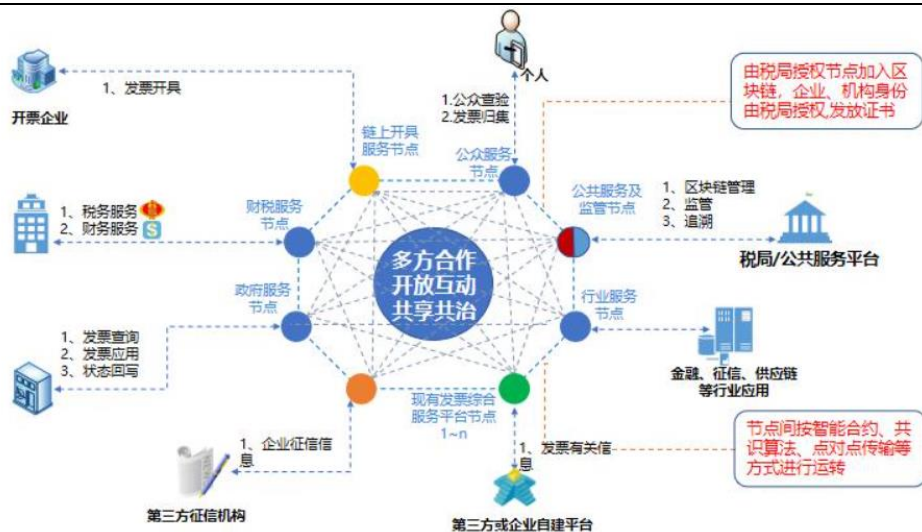 个人
由税局授权节点加入区
块链，企业、机构身份
由税局授权,发放证书
1、发票开具
开票企业
1.公众查验
2.发票归集
链上开具
服务节点
公众服务
节点
公共服务及
监管节点
1、区块链管理
2、监管
3、追溯
税局/公共服务平台
财税服务
节点
1、税务服务
2、财务服务
S
多方合作
开放互动
共享共治
政府服务
节点
行业服务
节点
1、发票查询
2、发票应用
3、状态回写
金融、征信、供应链
等行业应用
现有发票综合
服务平台节点
1~n
节点间按智能合约、共
识算法、点对点传输等
方式进行运转
1、企业征信信
息
1、发票有关信
息
第三方征信机构
第三方或企业自建平台